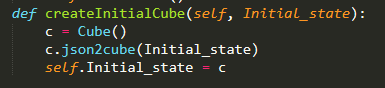 def createInitialCube(self, Initial_state):
    c = Cube()
    c.json2cube(Initial_state)
    self.Initial_state = c